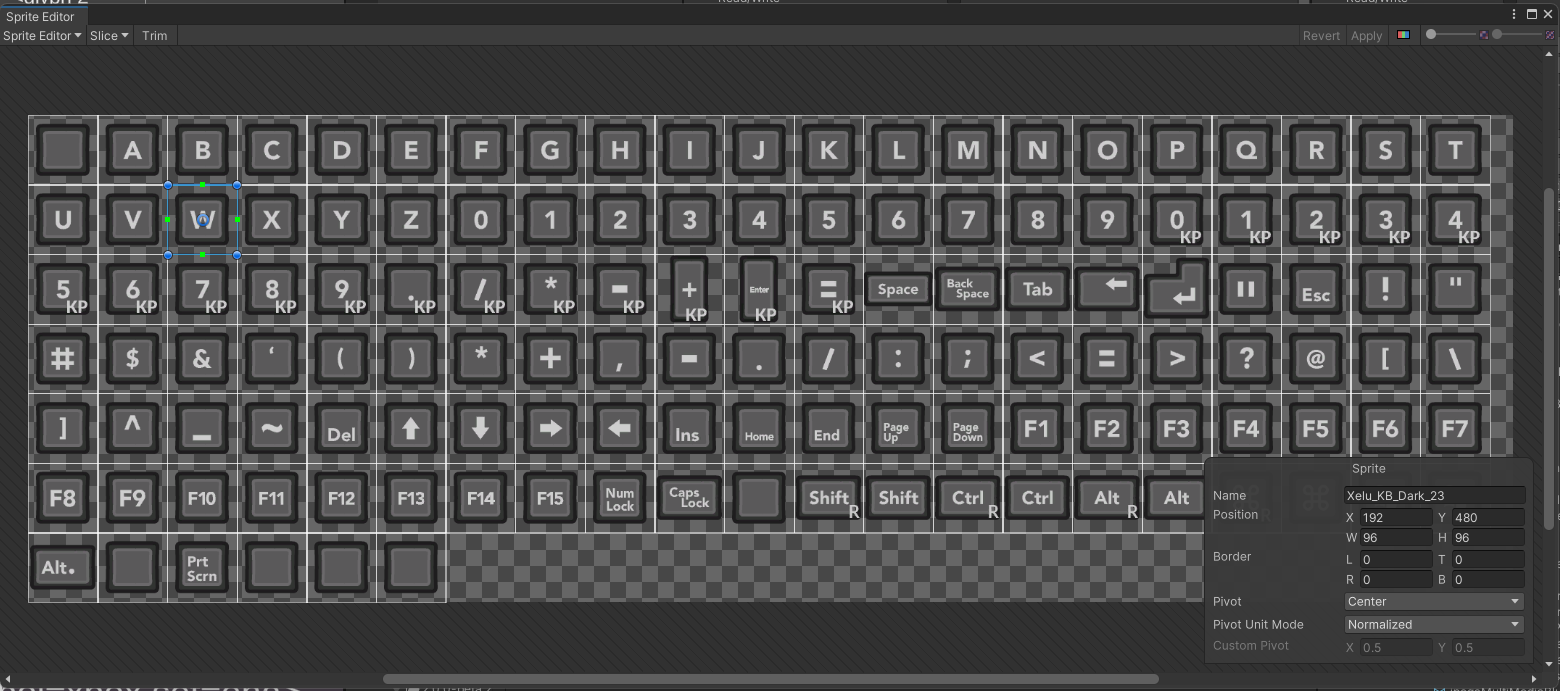 Sprite Editor
Sprite Editor Slice Trim Revert Apply
A B C D E F G H I J K L M N O P Q R S T
U V W X Y Z 0 1 2 3 4 5 6 7 8 9 0 KP 1 KP 2 KP 3 KP 4 KP
5 KP 6 KP 7 KP 8 KP 9 KP . KP / KP * KP - KP + KP Enter KP = KP Space Back Space Tab Esc ! "
# $ & ‘ ( ) * + , - . / : ; < = > ? @ [ \
] ^ _ ~ Del Ins Home End Page Up Page Down F1 F2 F3 F4 F5 F6 F7
F8 F9 F10 F11 F12 F13 F14 F15 Num Lock Caps Lock Shift R Shift Ctrl R Ctrl Alt R Alt
Alt. Prt Scrn
Sprite
Name Xelu_KB_Dark_23
Position X 192 Y 480
W 96 H 96
Border L 0 T 0
R 0 B 0
Pivot Center
Pivot Unit Mode Normalized
Custom Pivot X 0.5 Y 0.5